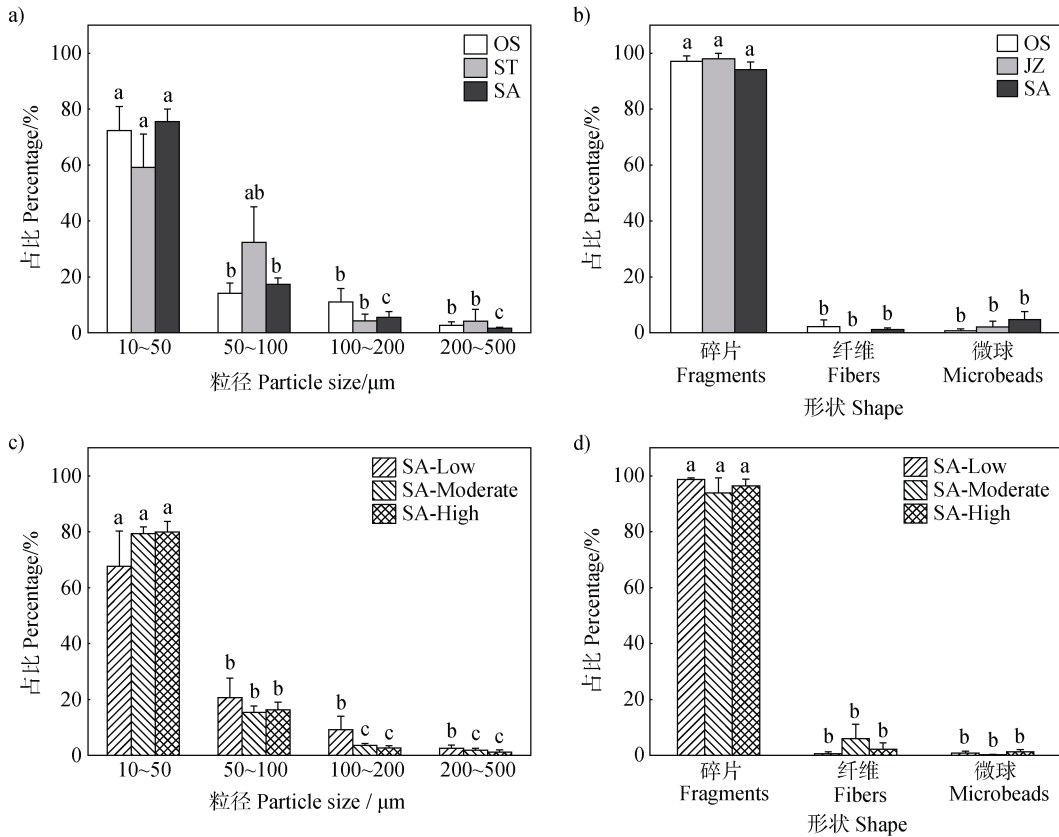 a)
100
80
60
40
20
0
占比 Percentage/%
OS
ST
SA
a a a
b ab b
b b c
b b c
10~50 50~100 100~200 200~500
粒径 Particle size/μm
b)
100
80
60
40
20
0
占比 Percentage/%
OS
JZ
SA
a a a
b b b
b b b
碎片 纤维 微球
Fragments Fibers Microbeads
形状 Shape
c)
100
80
60
40
20
0
占比 Percentage/%
SA-Low
SA-Moderate
SA-High
a a a
b b b
b c c
b c c
10~50 50~100 100~200 200~500
粒径 Particle size / μm
d)
100
80
60
40
20
0
占比 Percentage/%
SA-Low
SA-Moderate
SA-High
a a a
b b b
b b b
碎片 纤维 微球
Fragments Fibers Microbeads
形状 Shape